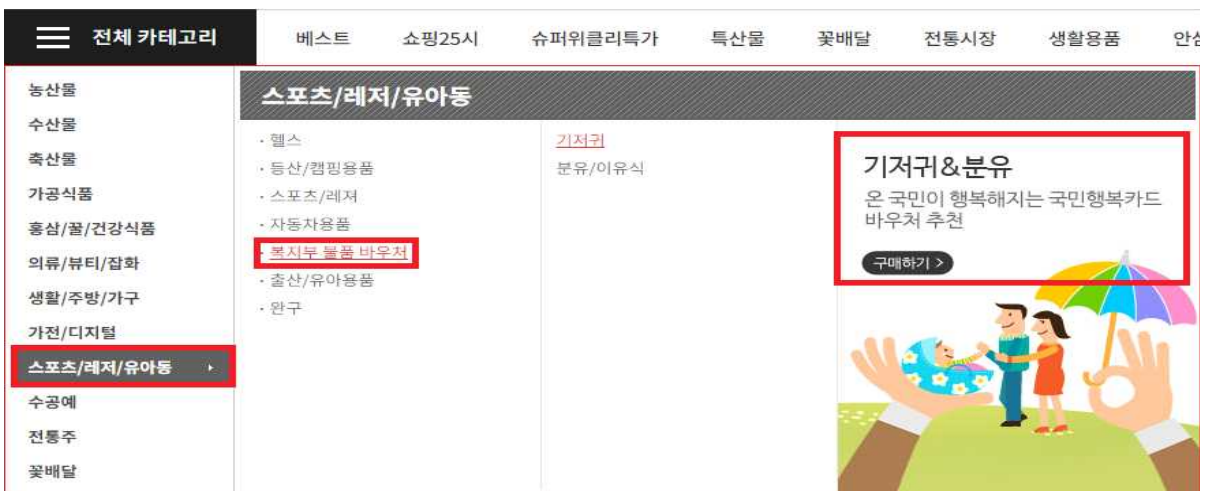 전체 카테고리
베스트
쇼핑25시
슈퍼위클리특가
특산물
꽃배달
전통시장
생활용품
농산물
수산물
축산물
가공식품
홍삼/꿀/건강식품
의류/뷰티/잡화
생활/주방/가구
가전/디지털
스포츠/레저/유아동
수공예
전통주
꽃배달
스포츠/레저/유아동
· 헬스
· 등산/캠핑용품
· 스포츠/레져
· 자동차용품
· 복지부 물품 바우처
· 출산/유아용품
· 완구
기저귀
분유/이유식
기저귀&분유
온 국민이 행복해지는 국민행복카드
바우처 추천
구매하기 >